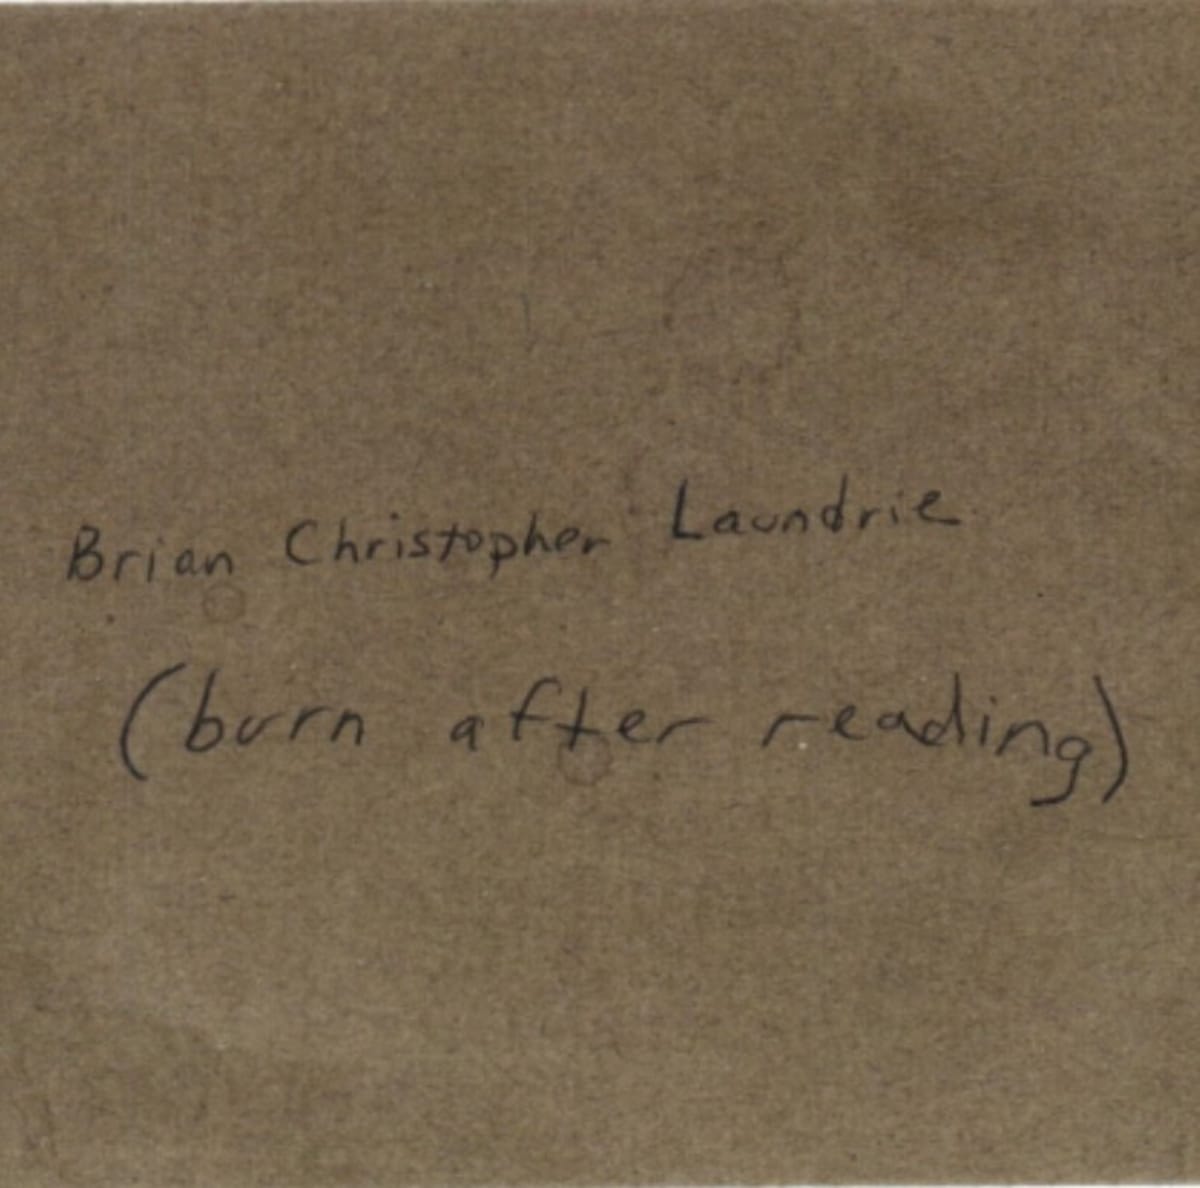 Brian Christopher Laundrie
(burn after reading)